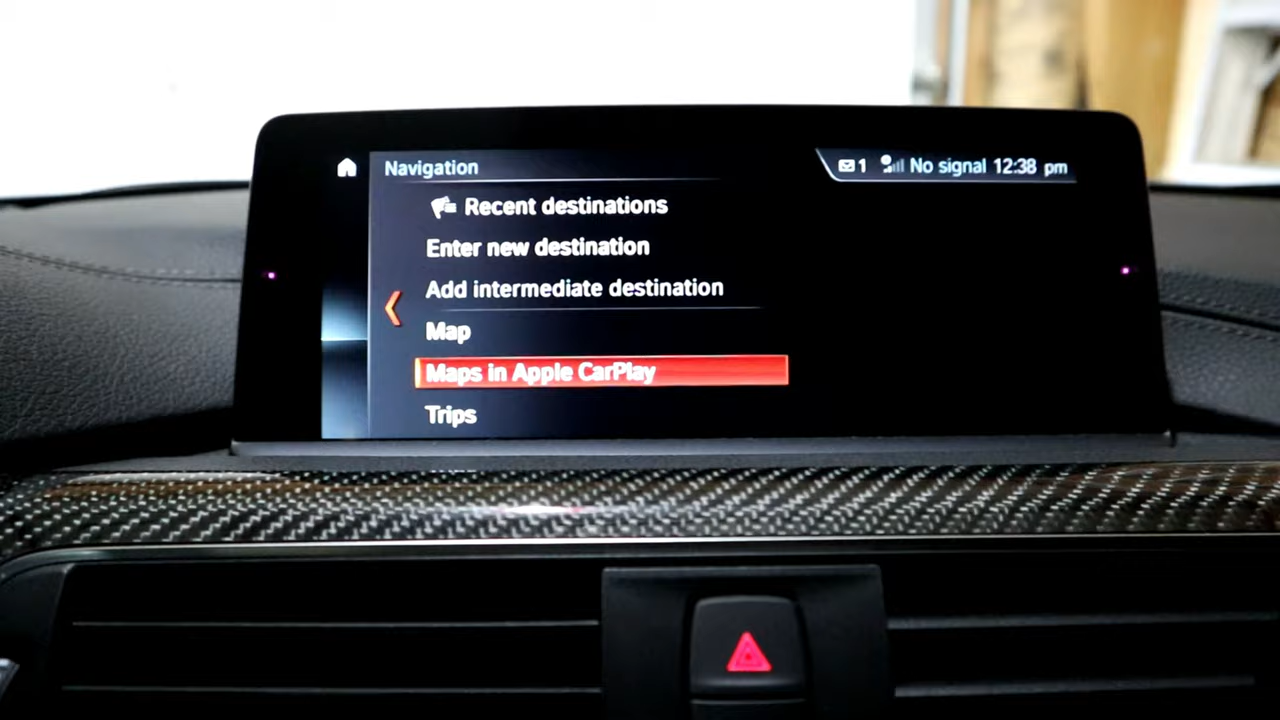 Navigation
1 No signal 12:38 pm
Recent destinations
Enter new destination
Add intermediate destination
Map
Maps in Apple CarPlay
Trips